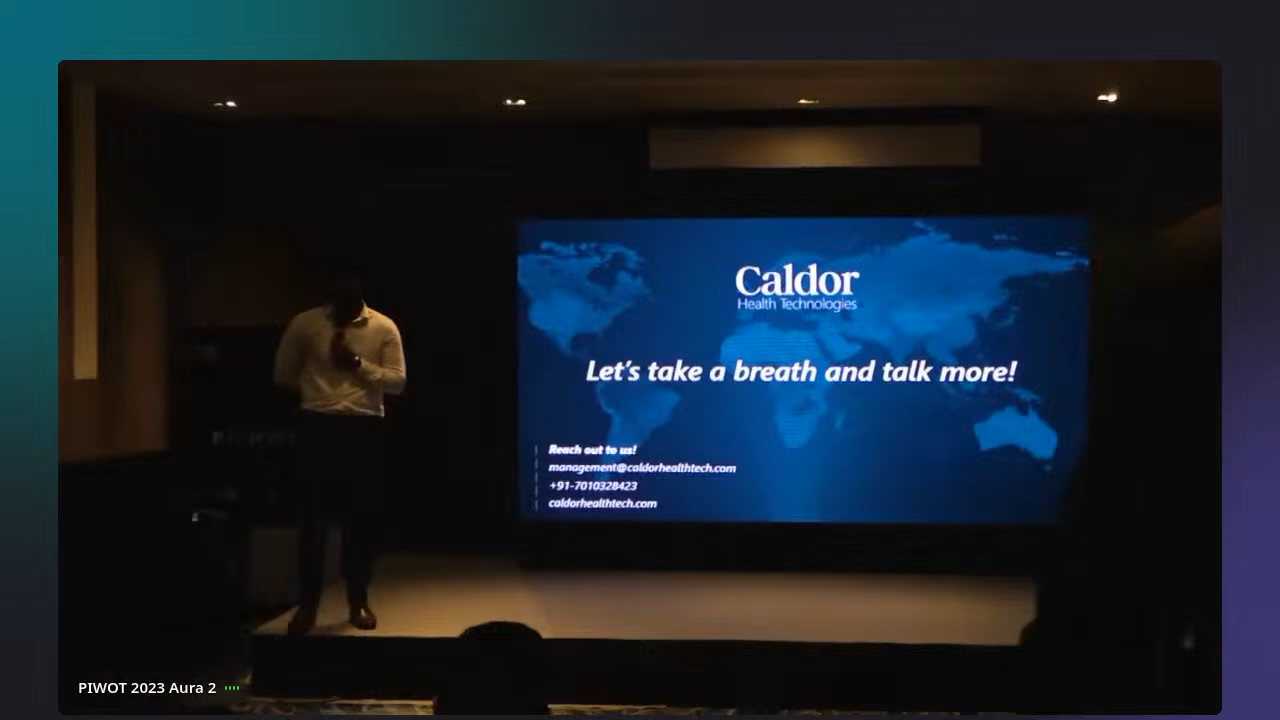 Caldor
Health Technologies
Let's take a breath and talk more!
Reach out to us!
management@caldorhealthtech.com
+91-7010328423
caldorhealthtech.com
PIWOT 2023 Aura 2